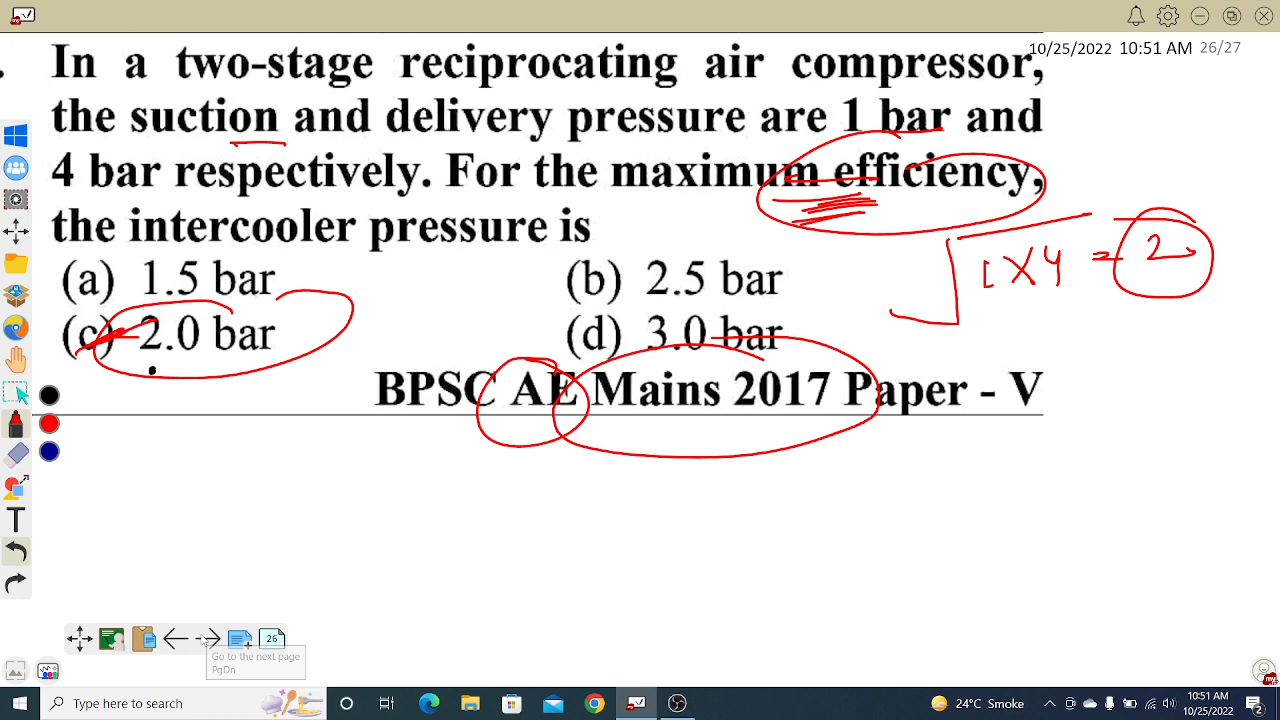 10/25/2022 10:51 AM 26/27
. In a two-stage reciprocating air compressor,
the suction and delivery pressure are 1 bar and
4 bar respectively. For the maximum efficiency,
the intercooler pressure is
√1×4 = 2
(a) 1.5 bar (b) 2.5 bar
(c) 2.0 bar (d) 3.0 bar
BPSC AE Mains 2017 Paper - V
T
26
Go to the next page
PgDn
Type here to search
24°C Smoke
10:51 AM
10/25/2022